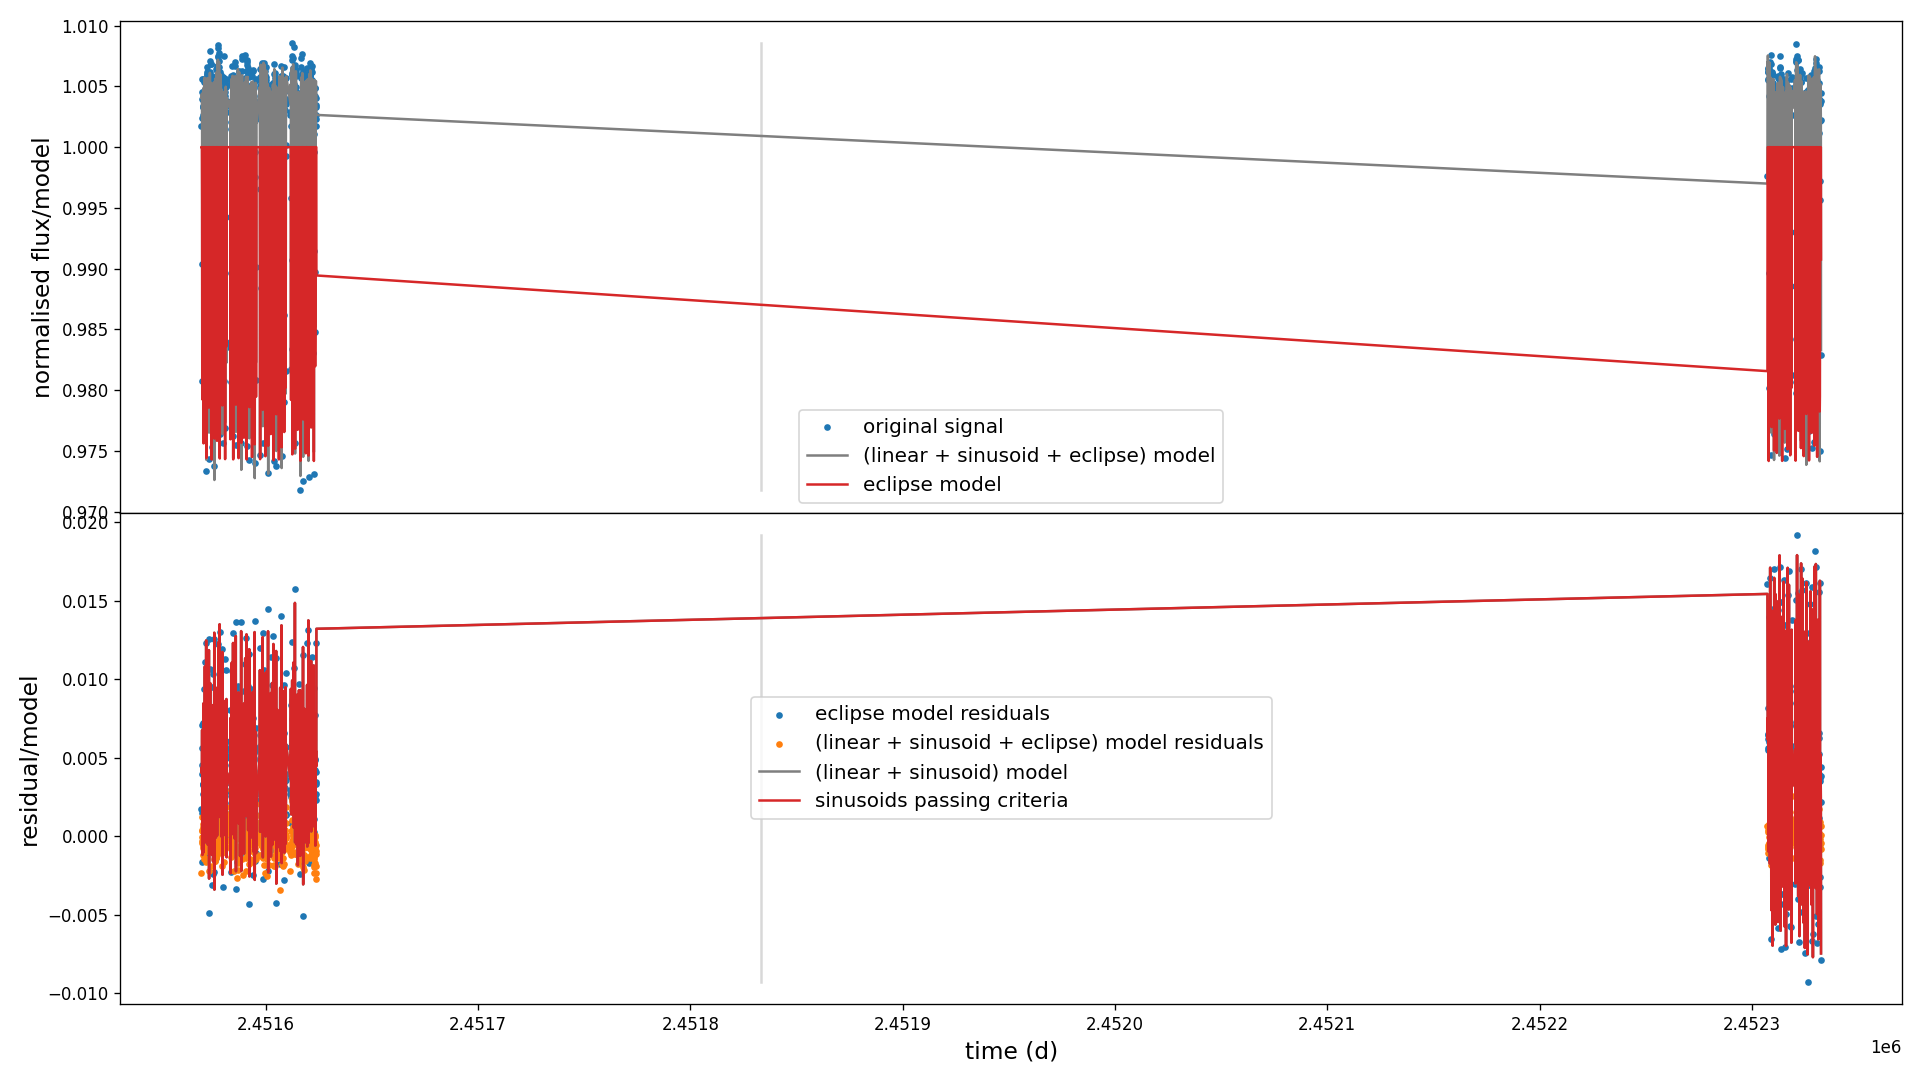 1.010
1.005
1.000
0.995
0.990
0.985
0.980
0.975
0.970
normalised flux/model
original signal
(linear + sinusoid + eclipse) model
eclipse model
0.020
0.015
0.010
0.005
0.000
−0.005
−0.010
residual/model
eclipse model residuals
(linear + sinusoid + eclipse) model residuals
(linear + sinusoid) model
sinusoids passing criteria
2.4516 2.4517 2.4518 2.4519 2.4520 2.4521 2.4522 2.4523
1e6
time (d)